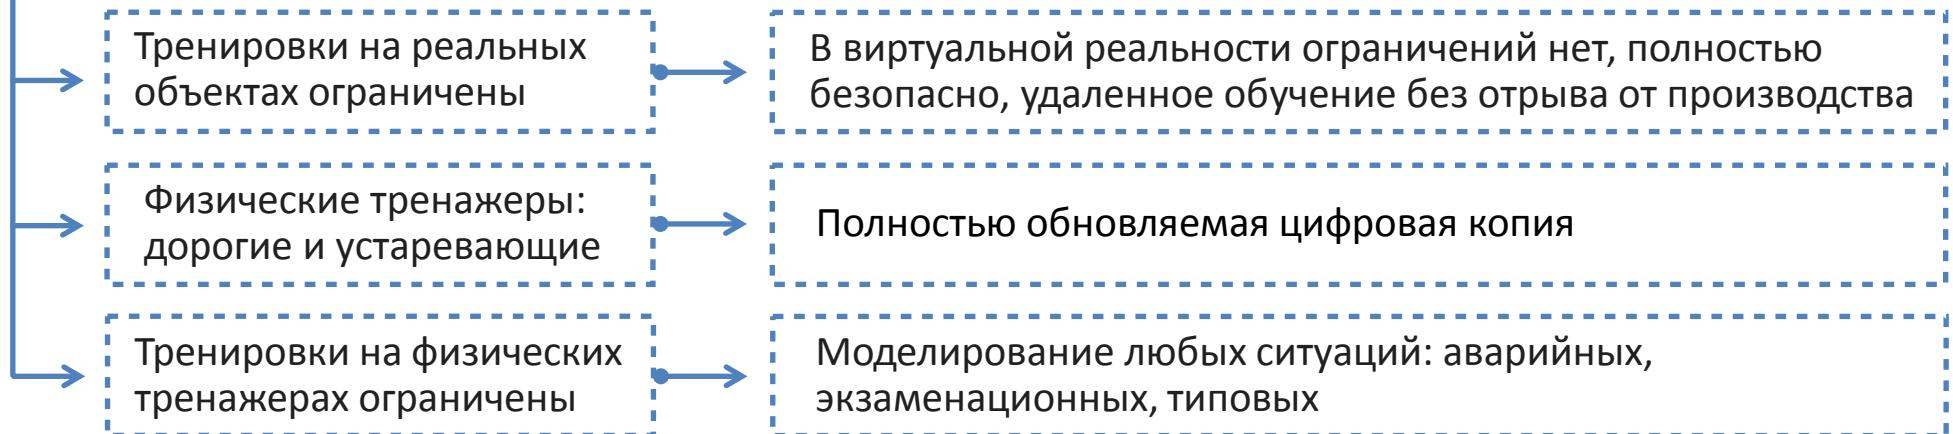 Тренировки на реальных
объектах ограничены
В виртуальной реальности ограничений нет, полностью
безопасно, удаленное обучение без отрыва от производства
Физические тренажеры:
дорогие и устаревающие
Полностью обновляемая цифровая копия
Тренировки на физических
тренажерах ограничены
Моделирование любых ситуаций: аварийных,
экзаменационных, типовых